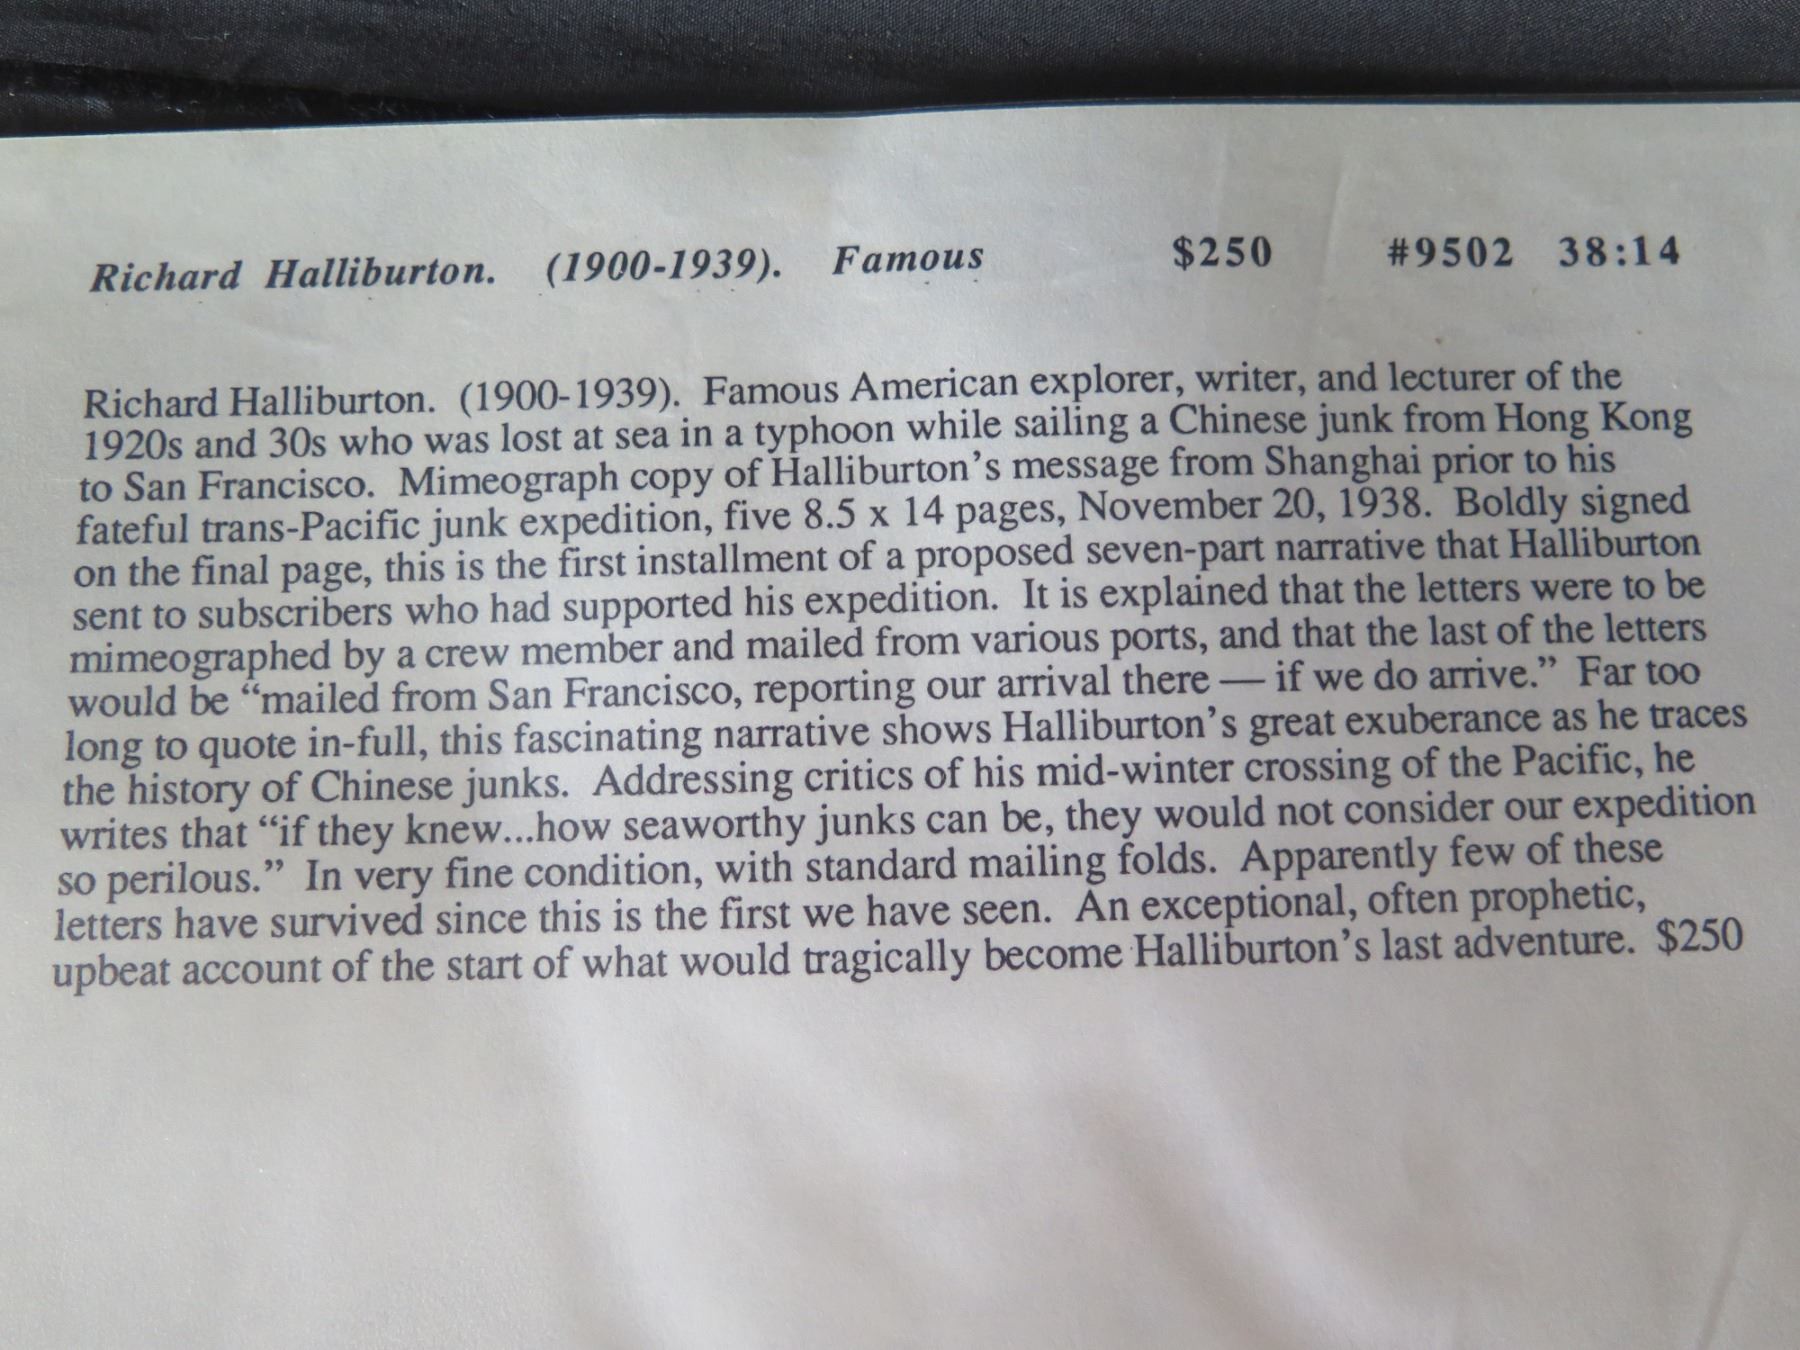 Richard Halliburton. (1900-1939). Famous $250 #9502 38:14
Richard Halliburton. (1900-1939). Famous American explorer, writer, and lecturer of the
1920s and 30s who was lost at sea in a typhoon while sailing a Chinese junk from Hong Kong
to San Francisco. Mimeograph copy of Halliburton's message from Shanghai prior to his
fateful trans-Pacific junk expedition, five 8.5 x 14 pages, November 20, 1938. Boldly signed
on the final page, this is the first installment of a proposed seven-part narrative that Halliburton
sent to subscribers who had supported his expedition. It is explained that the letters were to be
mimeographed by a crew member and mailed from various ports, and that the last of the letters
would be “mailed from San Francisco, reporting our arrival there — if we do arrive.” Far too
long to quote in-full, this fascinating narrative shows Halliburton's great exuberance as he traces
the history of Chinese junks. Addressing critics of his mid-winter crossing of the Pacific, he
writes that “if they knew...how seaworthy junks can be, they would not consider our expedition
so perilous.” In very fine condition, with standard mailing folds. Apparently few of these
letters have survived since this is the first we have seen. An exceptional, often prophetic,
upbeat account of the start of what would tragically become Halliburton's last adventure. $250